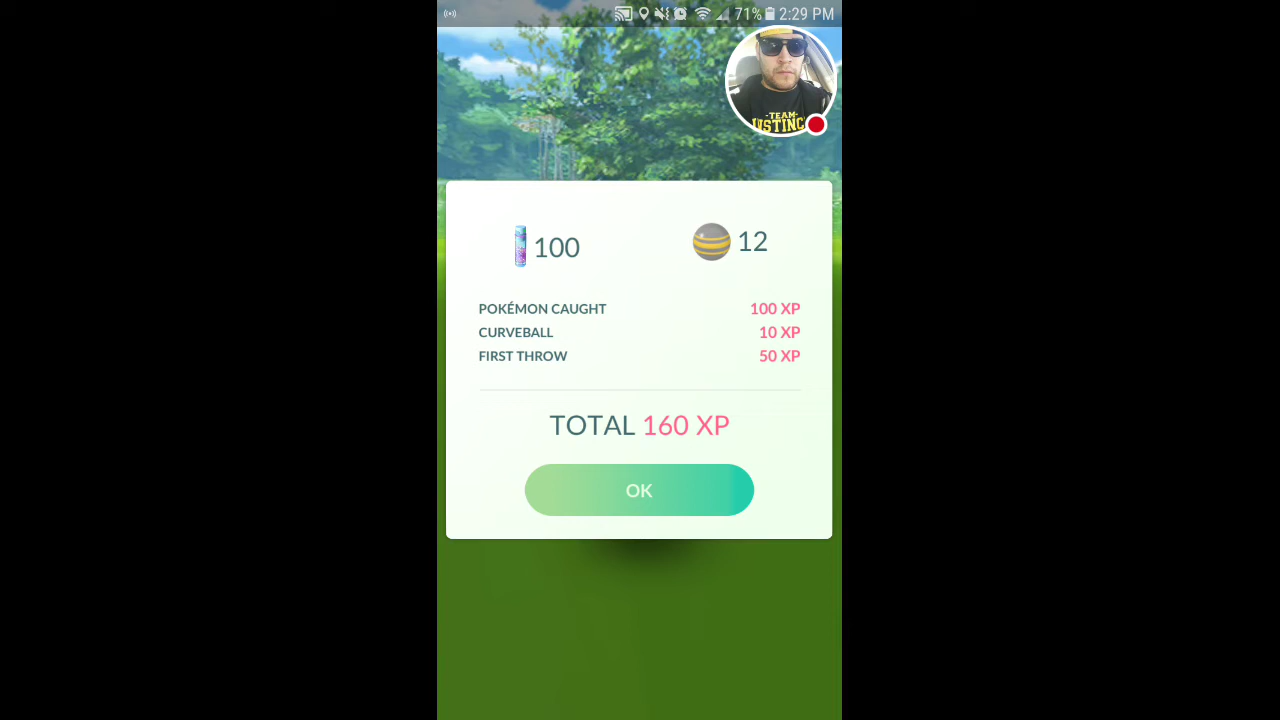 71% 2:29 PM
-TEAM-
INSTINC
100 12
POKÉMON CAUGHT 100 XP
CURVEBALL 10 XP
FIRST THROW 50 XP
TOTAL 160 XP
OK